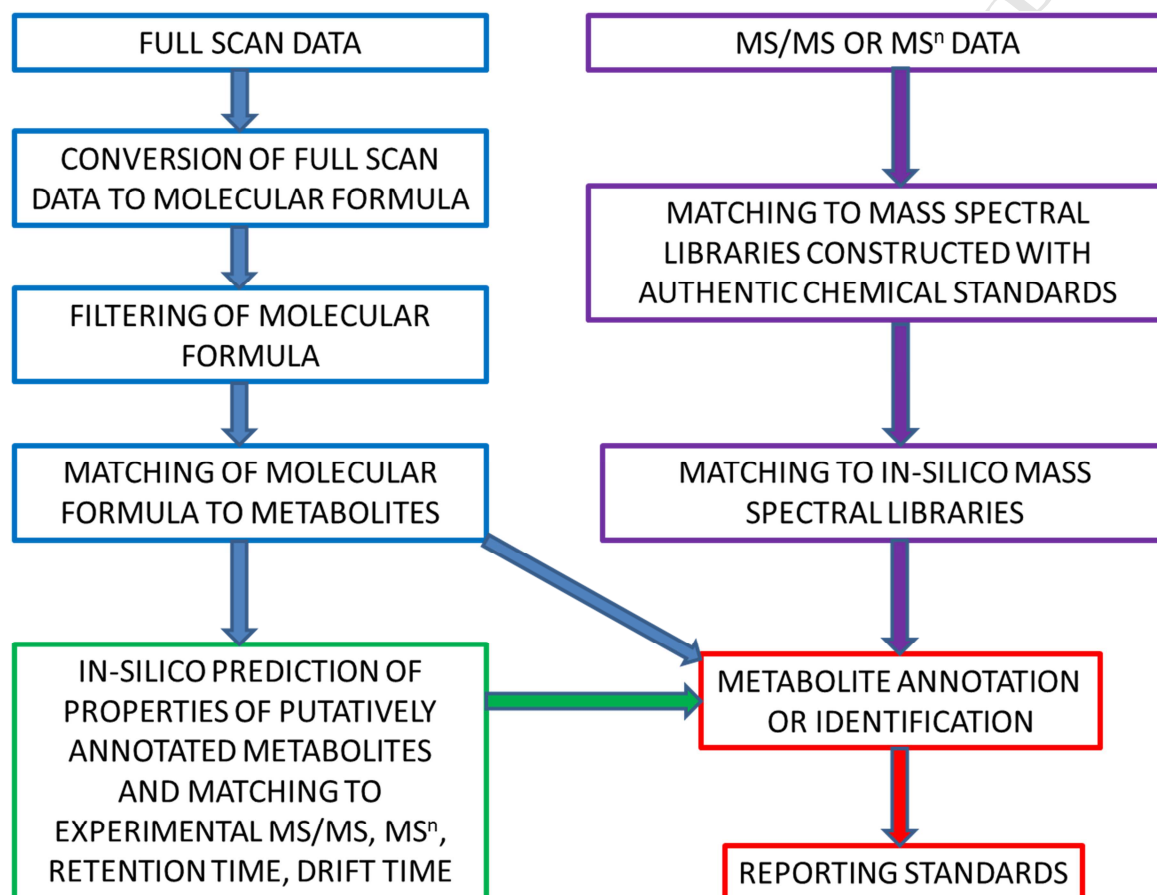 FULL SCAN DATA
CONVERSION OF FULL SCAN
DATA TO MOLECULAR FORMULA
FILTERING OF MOLECULAR
FORMULA
MATCHING OF MOLECULAR
FORMULA TO METABOLITES
IN-SILICO PREDICTION OF
PROPERTIES OF PUTATIVELY
ANNOTATED METABOLITES
AND MATCHING TO
EXPERIMENTAL MS/MS, MSⁿ,
RETENTION TIME, DRIFT TIME
MS/MS OR MSⁿ DATA
MATCHING TO MASS SPECTRAL
LIBRARIES CONSTRUCTED WITH
AUTHENTIC CHEMICAL STANDARDS
MATCHING TO IN-SILICO MASS
SPECTRAL LIBRARIES
METABOLITE ANNOTATION
OR IDENTIFICATION
REPORTING STANDARDS